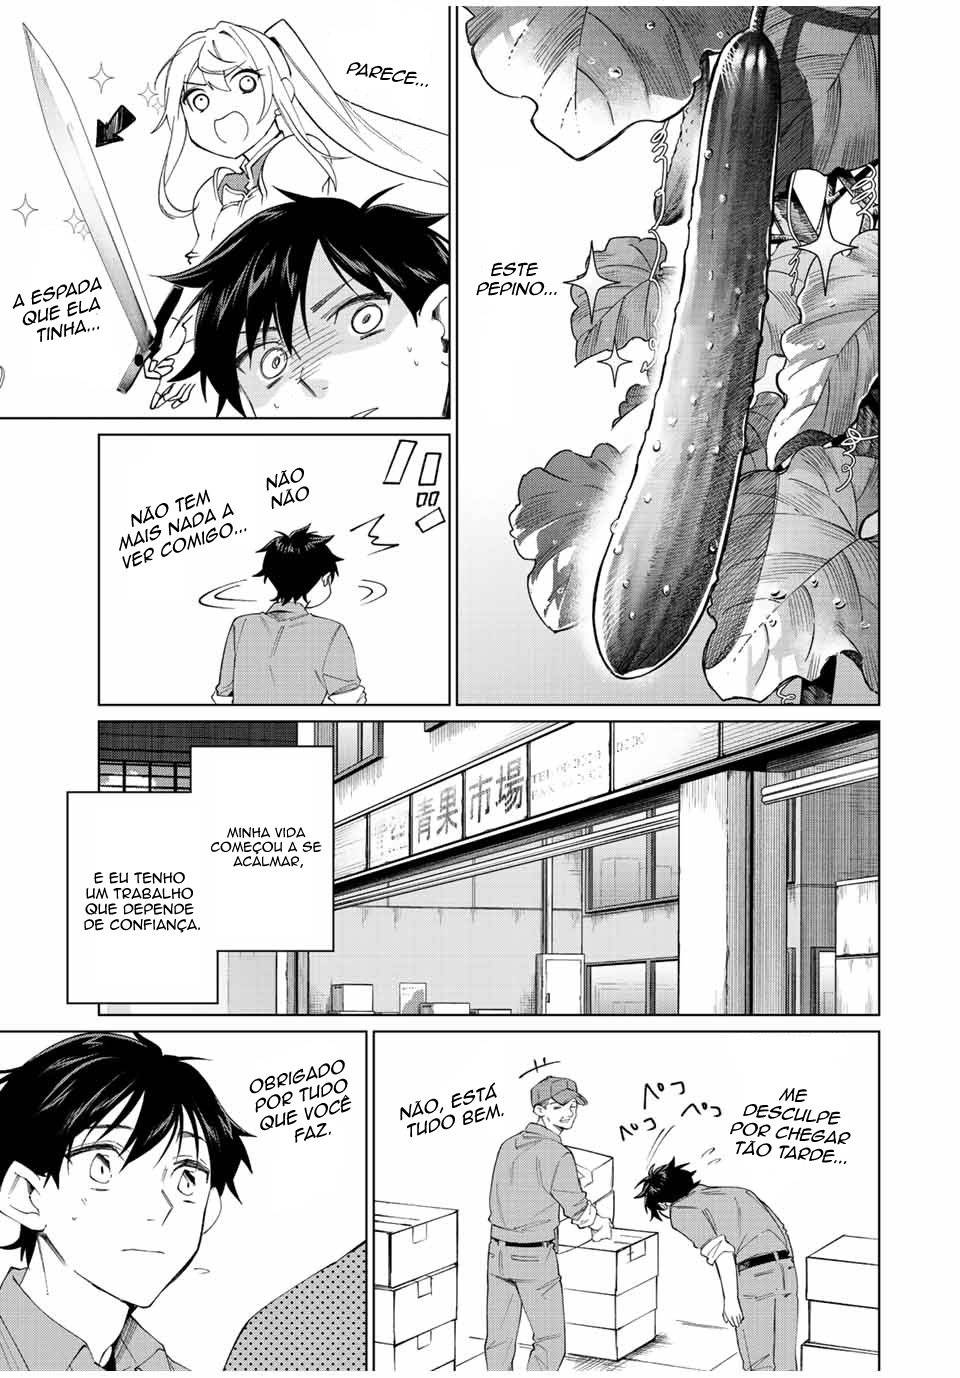 ESTE
PEPINO...
PARECE...
A ESPADA
QUE ELA
TINHA...
NÃO
NÃO
NÃO TEM
MAIS NADA A
VER COMIGO...
青果市場
MINHA VIDA
COMEÇOU A SE
ACALMAR,
E EU TENHO
UM TRABALHO
QUE DEPENDE
DE CONFIANÇA.
ME
DESCULPE
POR CHEGAR
TÃO TARDE...
ペコ
ペコ
ペコ
NÃO, ESTÁ
TUDO BEM.
OBRIGADO
POR TUDO
QUE VOCÊ
FAZ.